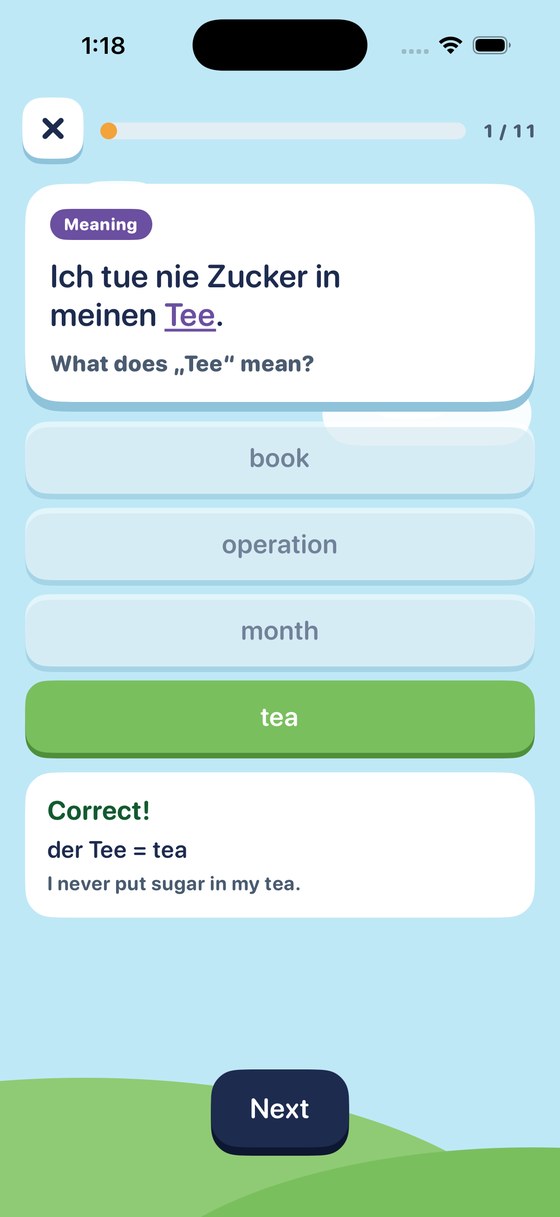 1:18
1 / 11
Meaning
Ich tue nie Zucker in
meinen Tee.
What does „Tee“ mean?
book
operation
month
tea
Correct!
der Tee = tea
I never put sugar in my tea.
Next